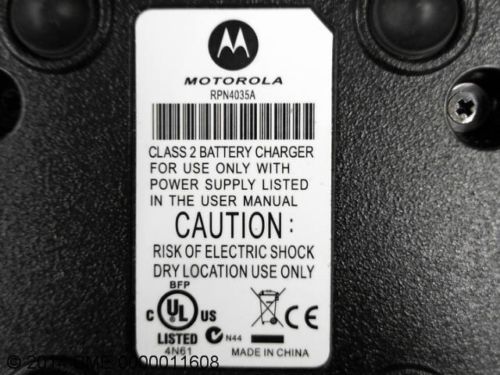 MOTOROLA
RPN4035A
CLASS 2 BATTERY CHARGER
FOR USE ONLY WITH
POWER SUPPLY LISTED
IN THE USER MANUAL
CAUTION:
RISK OF ELECTRIC SHOCK
DRY LOCATION USE ONLY
BFP
C UL US
LISTED
4N61
N44
CE
MADE IN CHINA
0000011608